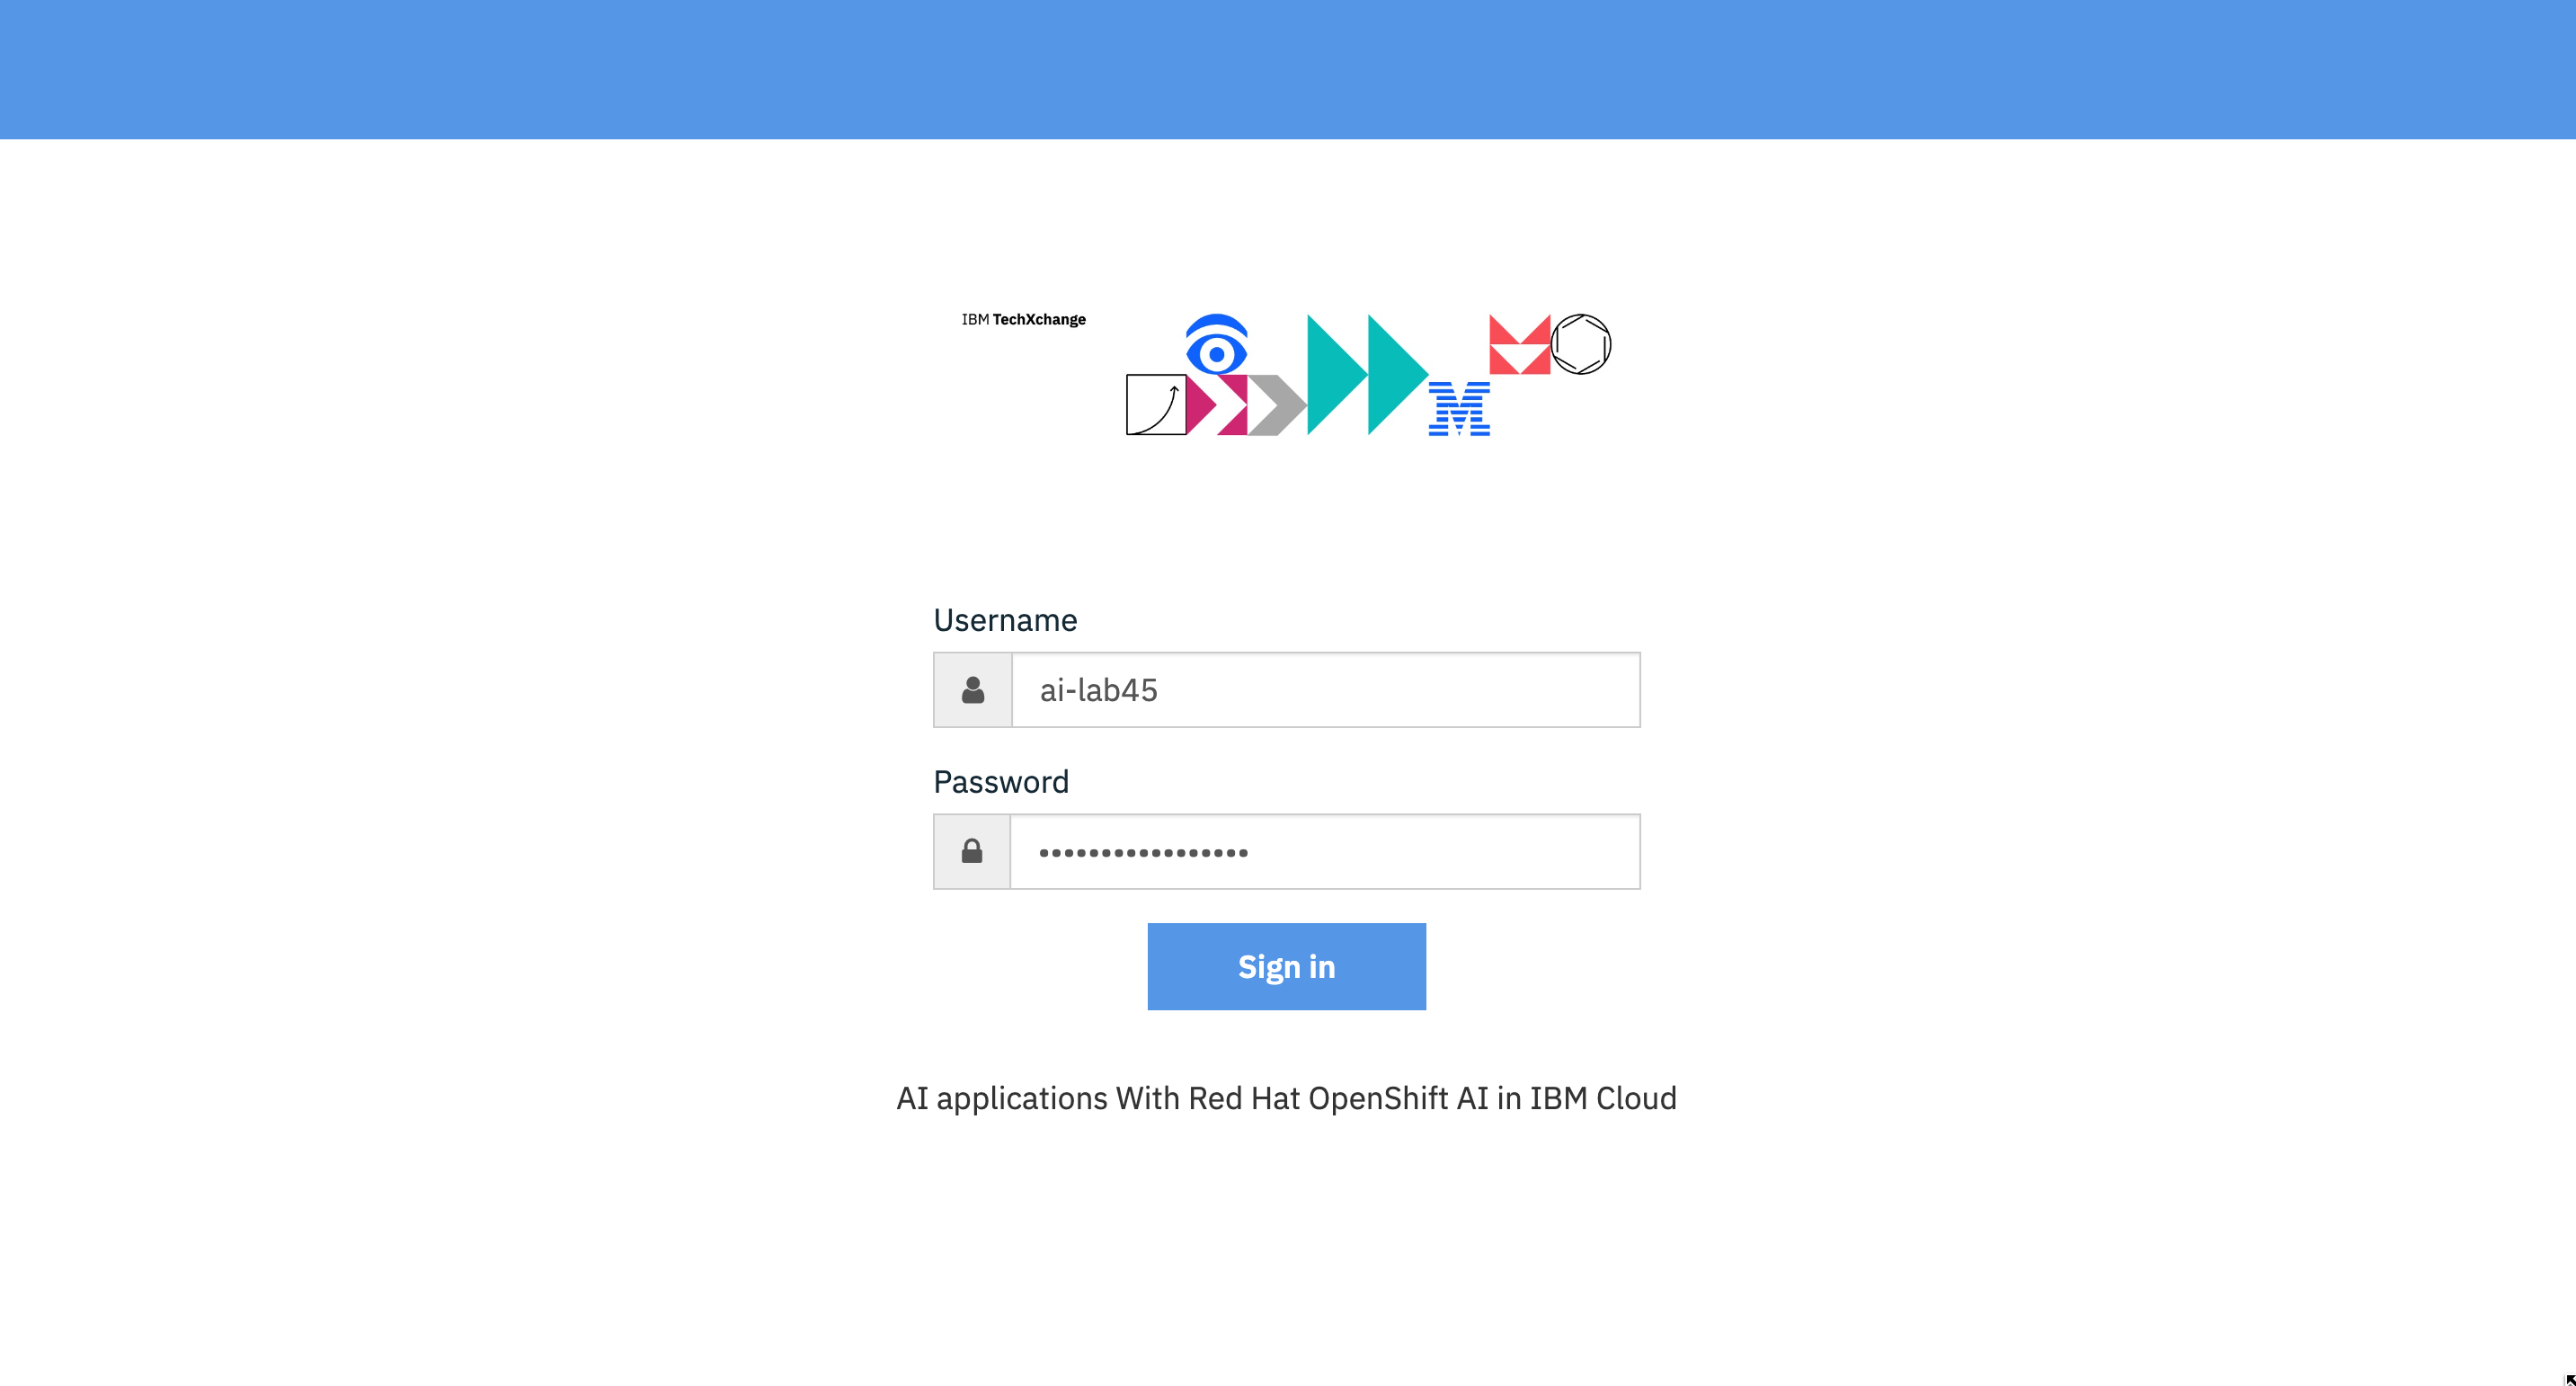 IBM TechXchange
Username
ai-lab45
Password
•••••••••••••••••
Sign in
AI applications With Red Hat OpenShift AI in IBM Cloud